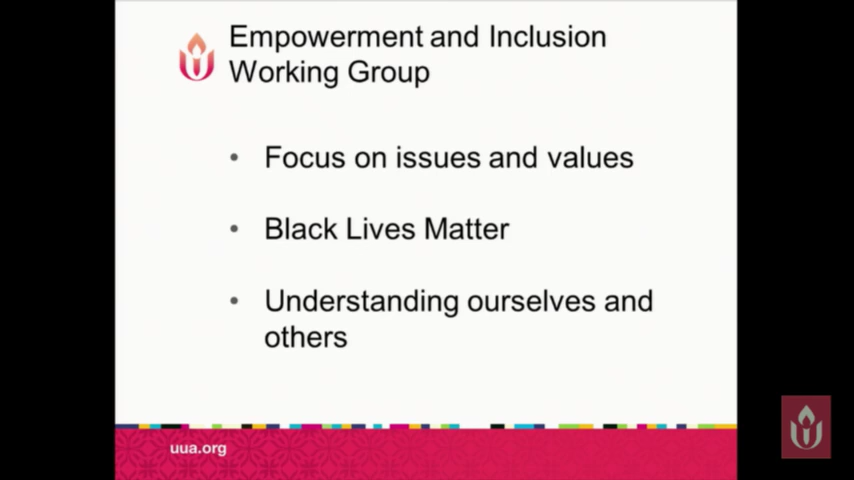 Empowerment and Inclusion
Working Group
• Focus on issues and values
• Black Lives Matter
• Understanding ourselves and
others
uua.org